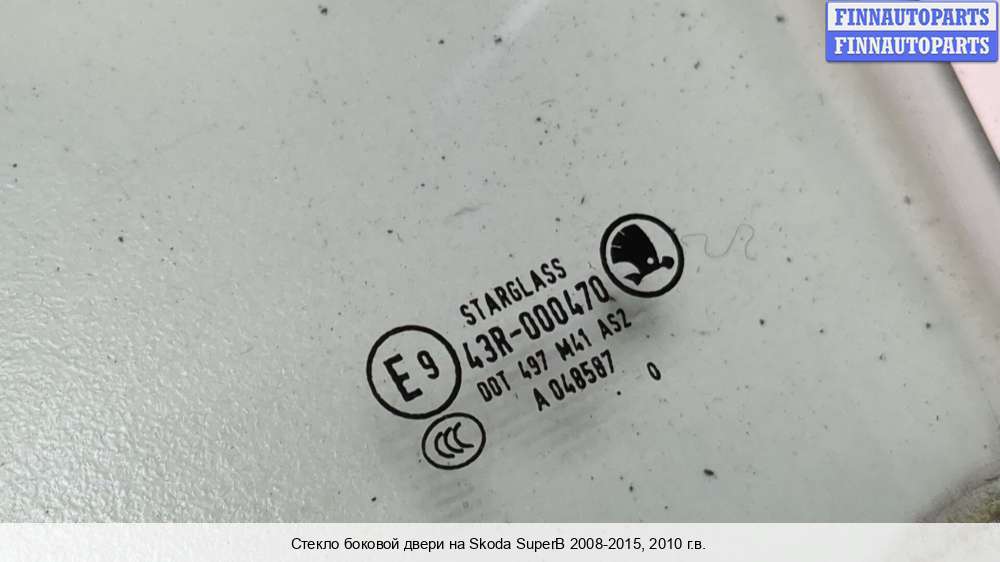 FINNAUTOPARTS
FINNAUTOPARTS
STARGLASS
E9
43R-000470
DOT 497 M41 AS2
A 048587 0
CCC
Стекло боковой двери на Skoda SuperB 2008-2015, 2010 г.в.